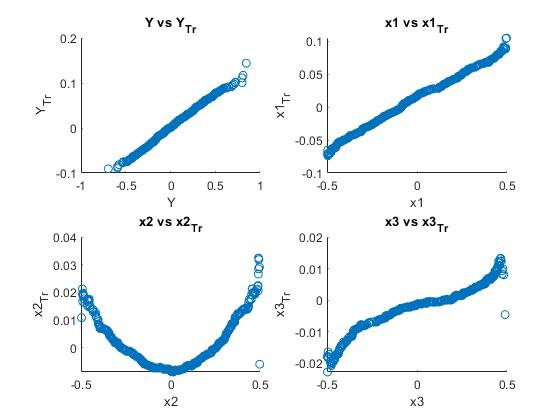 Y vs Y_Tr
Y_Tr
0.2
0.1
0
-0.1
-1 -0.5 0 0.5 1
Y
x1 vs x1_Tr
x1_Tr
0.1
0.05
0
-0.05
-0.1
-0.5 0 0.5
x1
x2 vs x2_Tr
x2_Tr
0.04
0.03
0.02
0.01
0
-0.5 0 0.5
x2
x3 vs x3_Tr
x3_Tr
0.02
0.01
0
-0.01
-0.02
-0.5 0 0.5
x3